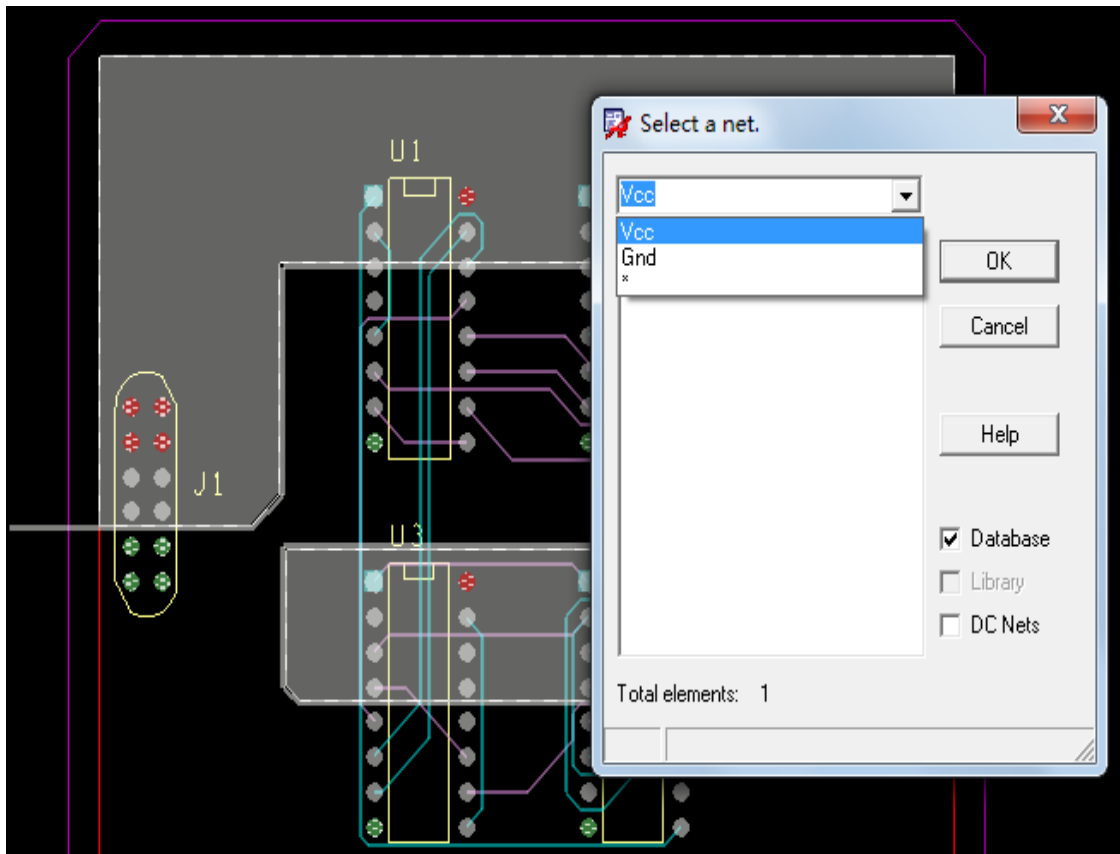 U1
J1
U3
Select a net.
Vcc
Vcc
Gnd
*
OK
Cancel
Help
Database
Library
DC Nets
Total elements: 1